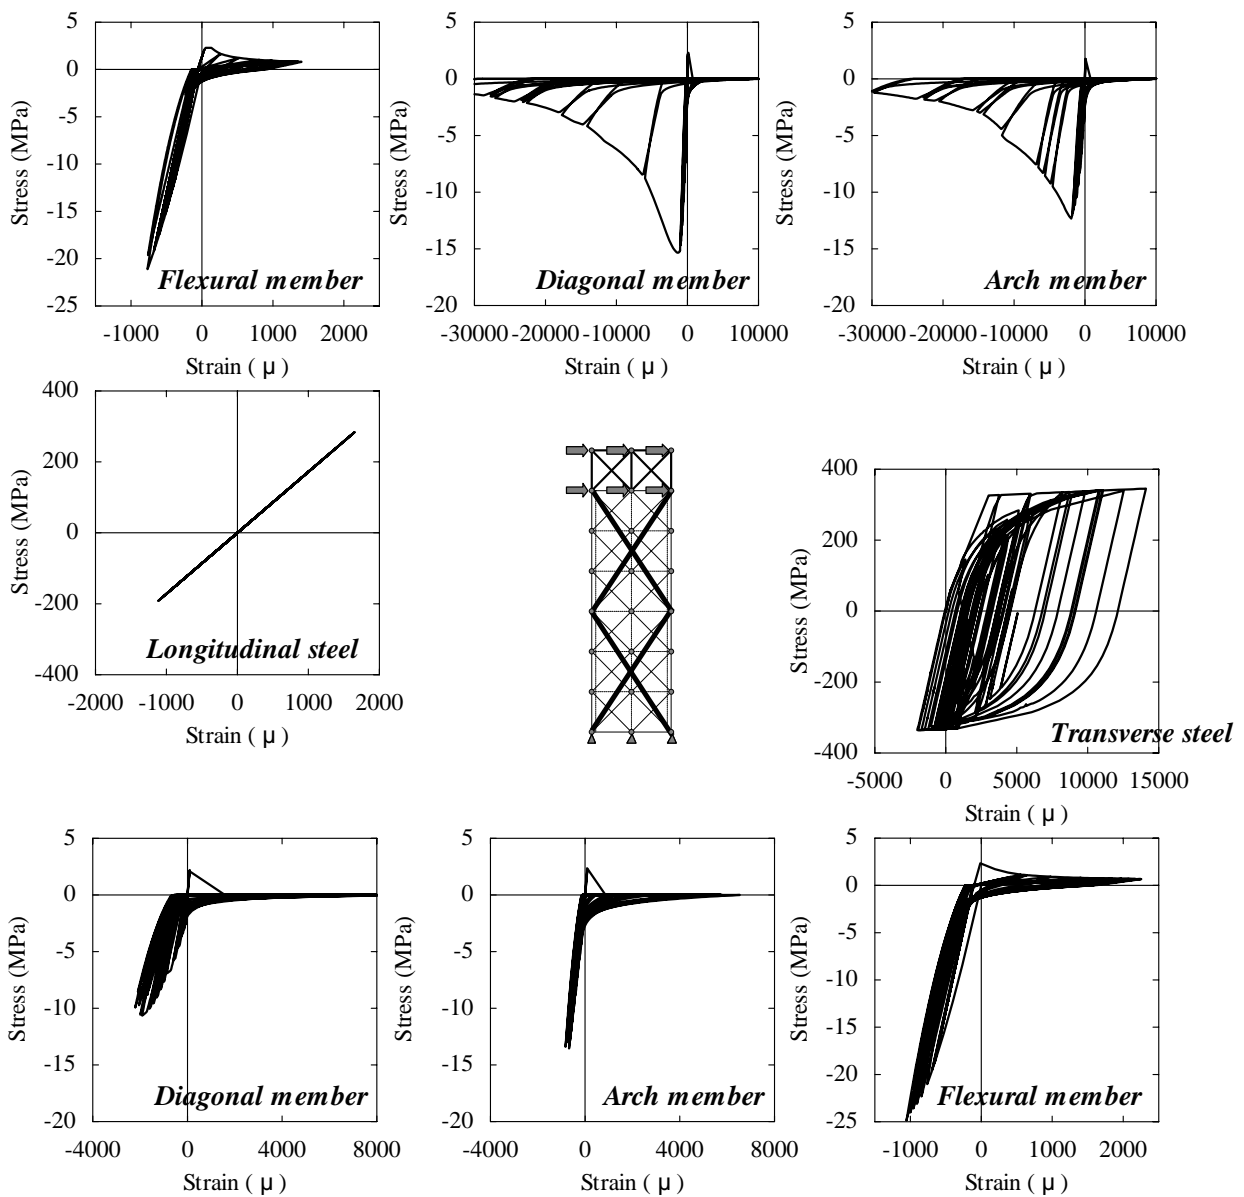 5
0
-5
-10
-15
-20
-25
Stress (MPa)
Flexural member
-1000 0 1000 2000
Strain ( μ )
5
0
-5
-10
-15
-20
Stress (MPa)
Diagonal member
-30000 -20000 -10000 0 10000
Strain ( μ )
5
0
-5
-10
-15
-20
Stress (MPa)
Arch member
-30000 -20000 -10000 0 10000
Strain ( μ )
400
200
0
-200
-400
Stress (MPa)
Longitudinal steel
-2000 -1000 0 1000 2000
Strain ( μ )
400
200
0
-200
-400
Stress (MPa)
Transverse steel
-5000 0 5000 10000 15000
Strain ( μ )
5
0
-5
-10
-15
-20
Stress (MPa)
Diagonal member
-4000 0 4000 8000
Strain ( μ )
5
0
-5
-10
-15
-20
Stress (MPa)
Arch member
-4000 0 4000 8000
Strain ( μ )
5
0
-5
-10
-15
-20
-25
Stress (MPa)
Flexural member
-1000 0 1000 2000
Strain ( μ )